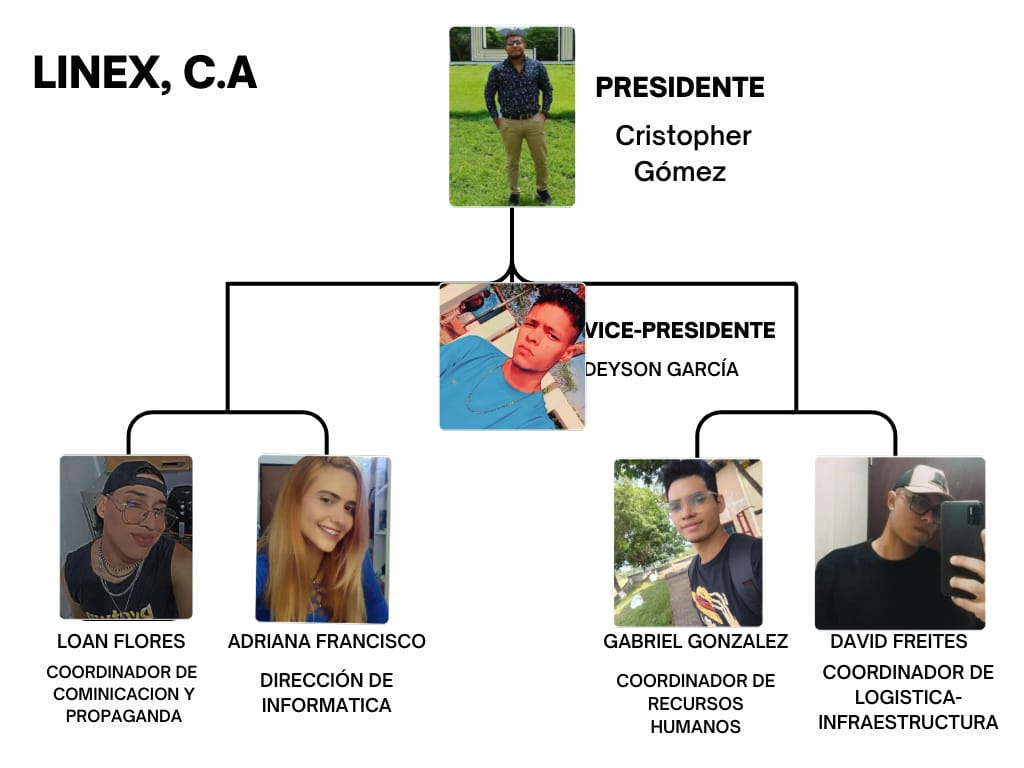 LINEX, C.A
PRESIDENTE
Cristopher
Gómez
VICE-PRESIDENTE
DEYSON GARCÍA
LOAN FLORES
COORDINADOR DE
COMINICACION Y
PROPAGANDA
ADRIANA FRANCISCO
DIRECCIÓN DE
INFORMATICA
GABRIEL GONZALEZ
COORDINADOR DE
RECURSOS
HUMANOS
DAVID FREITES
COORDINADOR DE
LOGISTICA-
INFRAESTRUCTURA